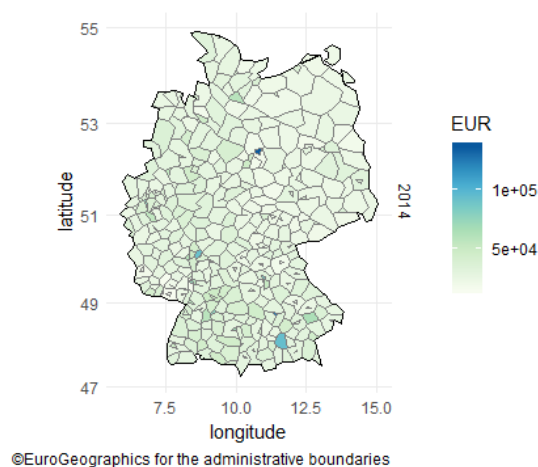 55
53
51
49
47
latitude
7.5
10.0
12.5
15.0
longitude
2014
EUR
1e+05
5e+04
©EuroGeographics for the administrative boundaries